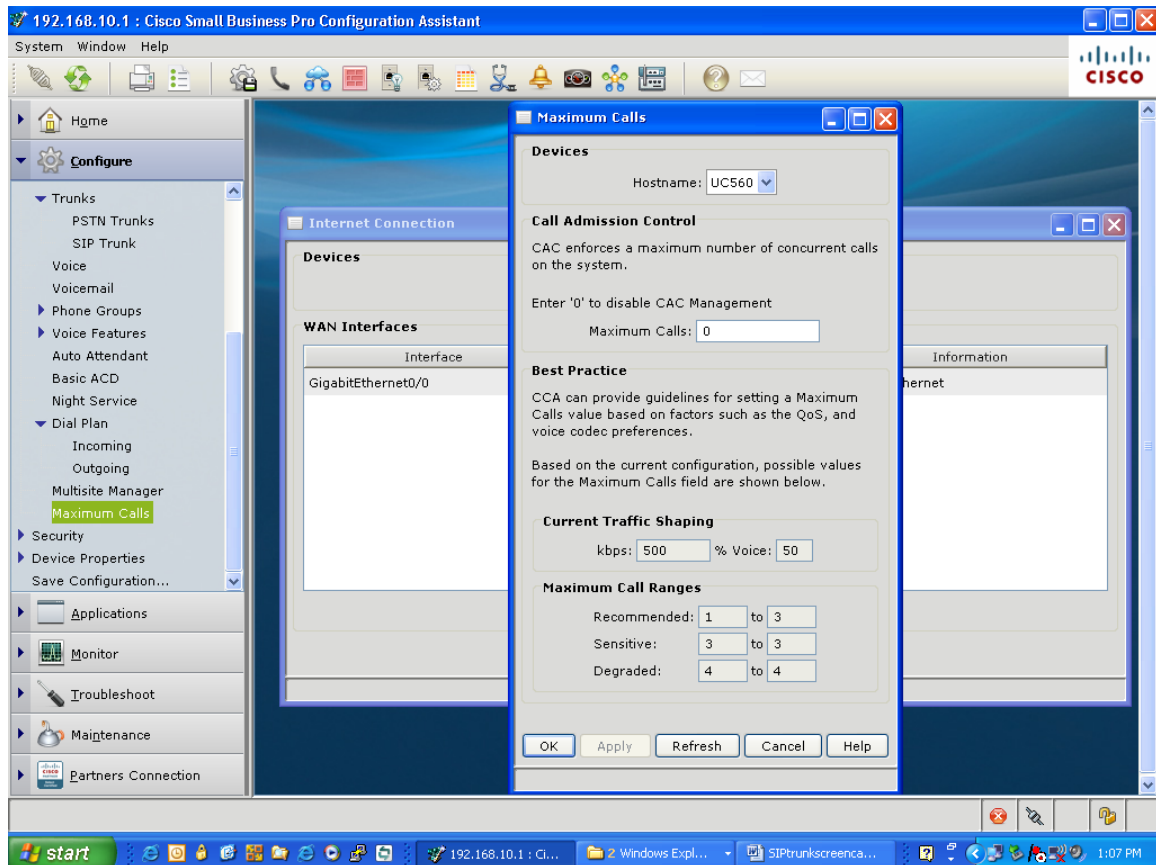 192.168.10.1 : Cisco Small Business Pro Configuration Assistant
System Window Help
CISCO
Home
Configure
Trunks
PSTN Trunks
SIP Trunk
Voice
Voicemail
Phone Groups
Voice Features
Auto Attendant
Basic ACD
Night Service
Dial Plan
Incoming
Outgoing
Multisite Manager
Maximum Calls
Security
Device Properties
Save Configuration...
Applications
Monitor
Troubleshoot
Maintenance
Partners Connection
Internet Connection
Devices
WAN Interfaces
Interface
Information
GigabitEthernet0/0
hernet
Maximum Calls
Devices
Hostname: UC560
Call Admission Control
CAC enforces a maximum number of concurrent calls
on the system.
Enter '0' to disable CAC Management
Maximum Calls: 0
Best Practice
CCA can provide guidelines for setting a Maximum
Calls value based on factors such as the QoS, and
voice codec preferences.
Based on the current configuration, possible values
for the Maximum Calls field are shown below.
Current Traffic Shaping
kbps: 500 % Voice: 50
Maximum Call Ranges
Recommended: 1 to 3
Sensitive: 3 to 3
Degraded: 4 to 4
OK Apply Refresh Cancel Help
start
192.168.10.1 : Ci...
2 Windows Expl...
SIPtrunkscreenca...
1:07 PM